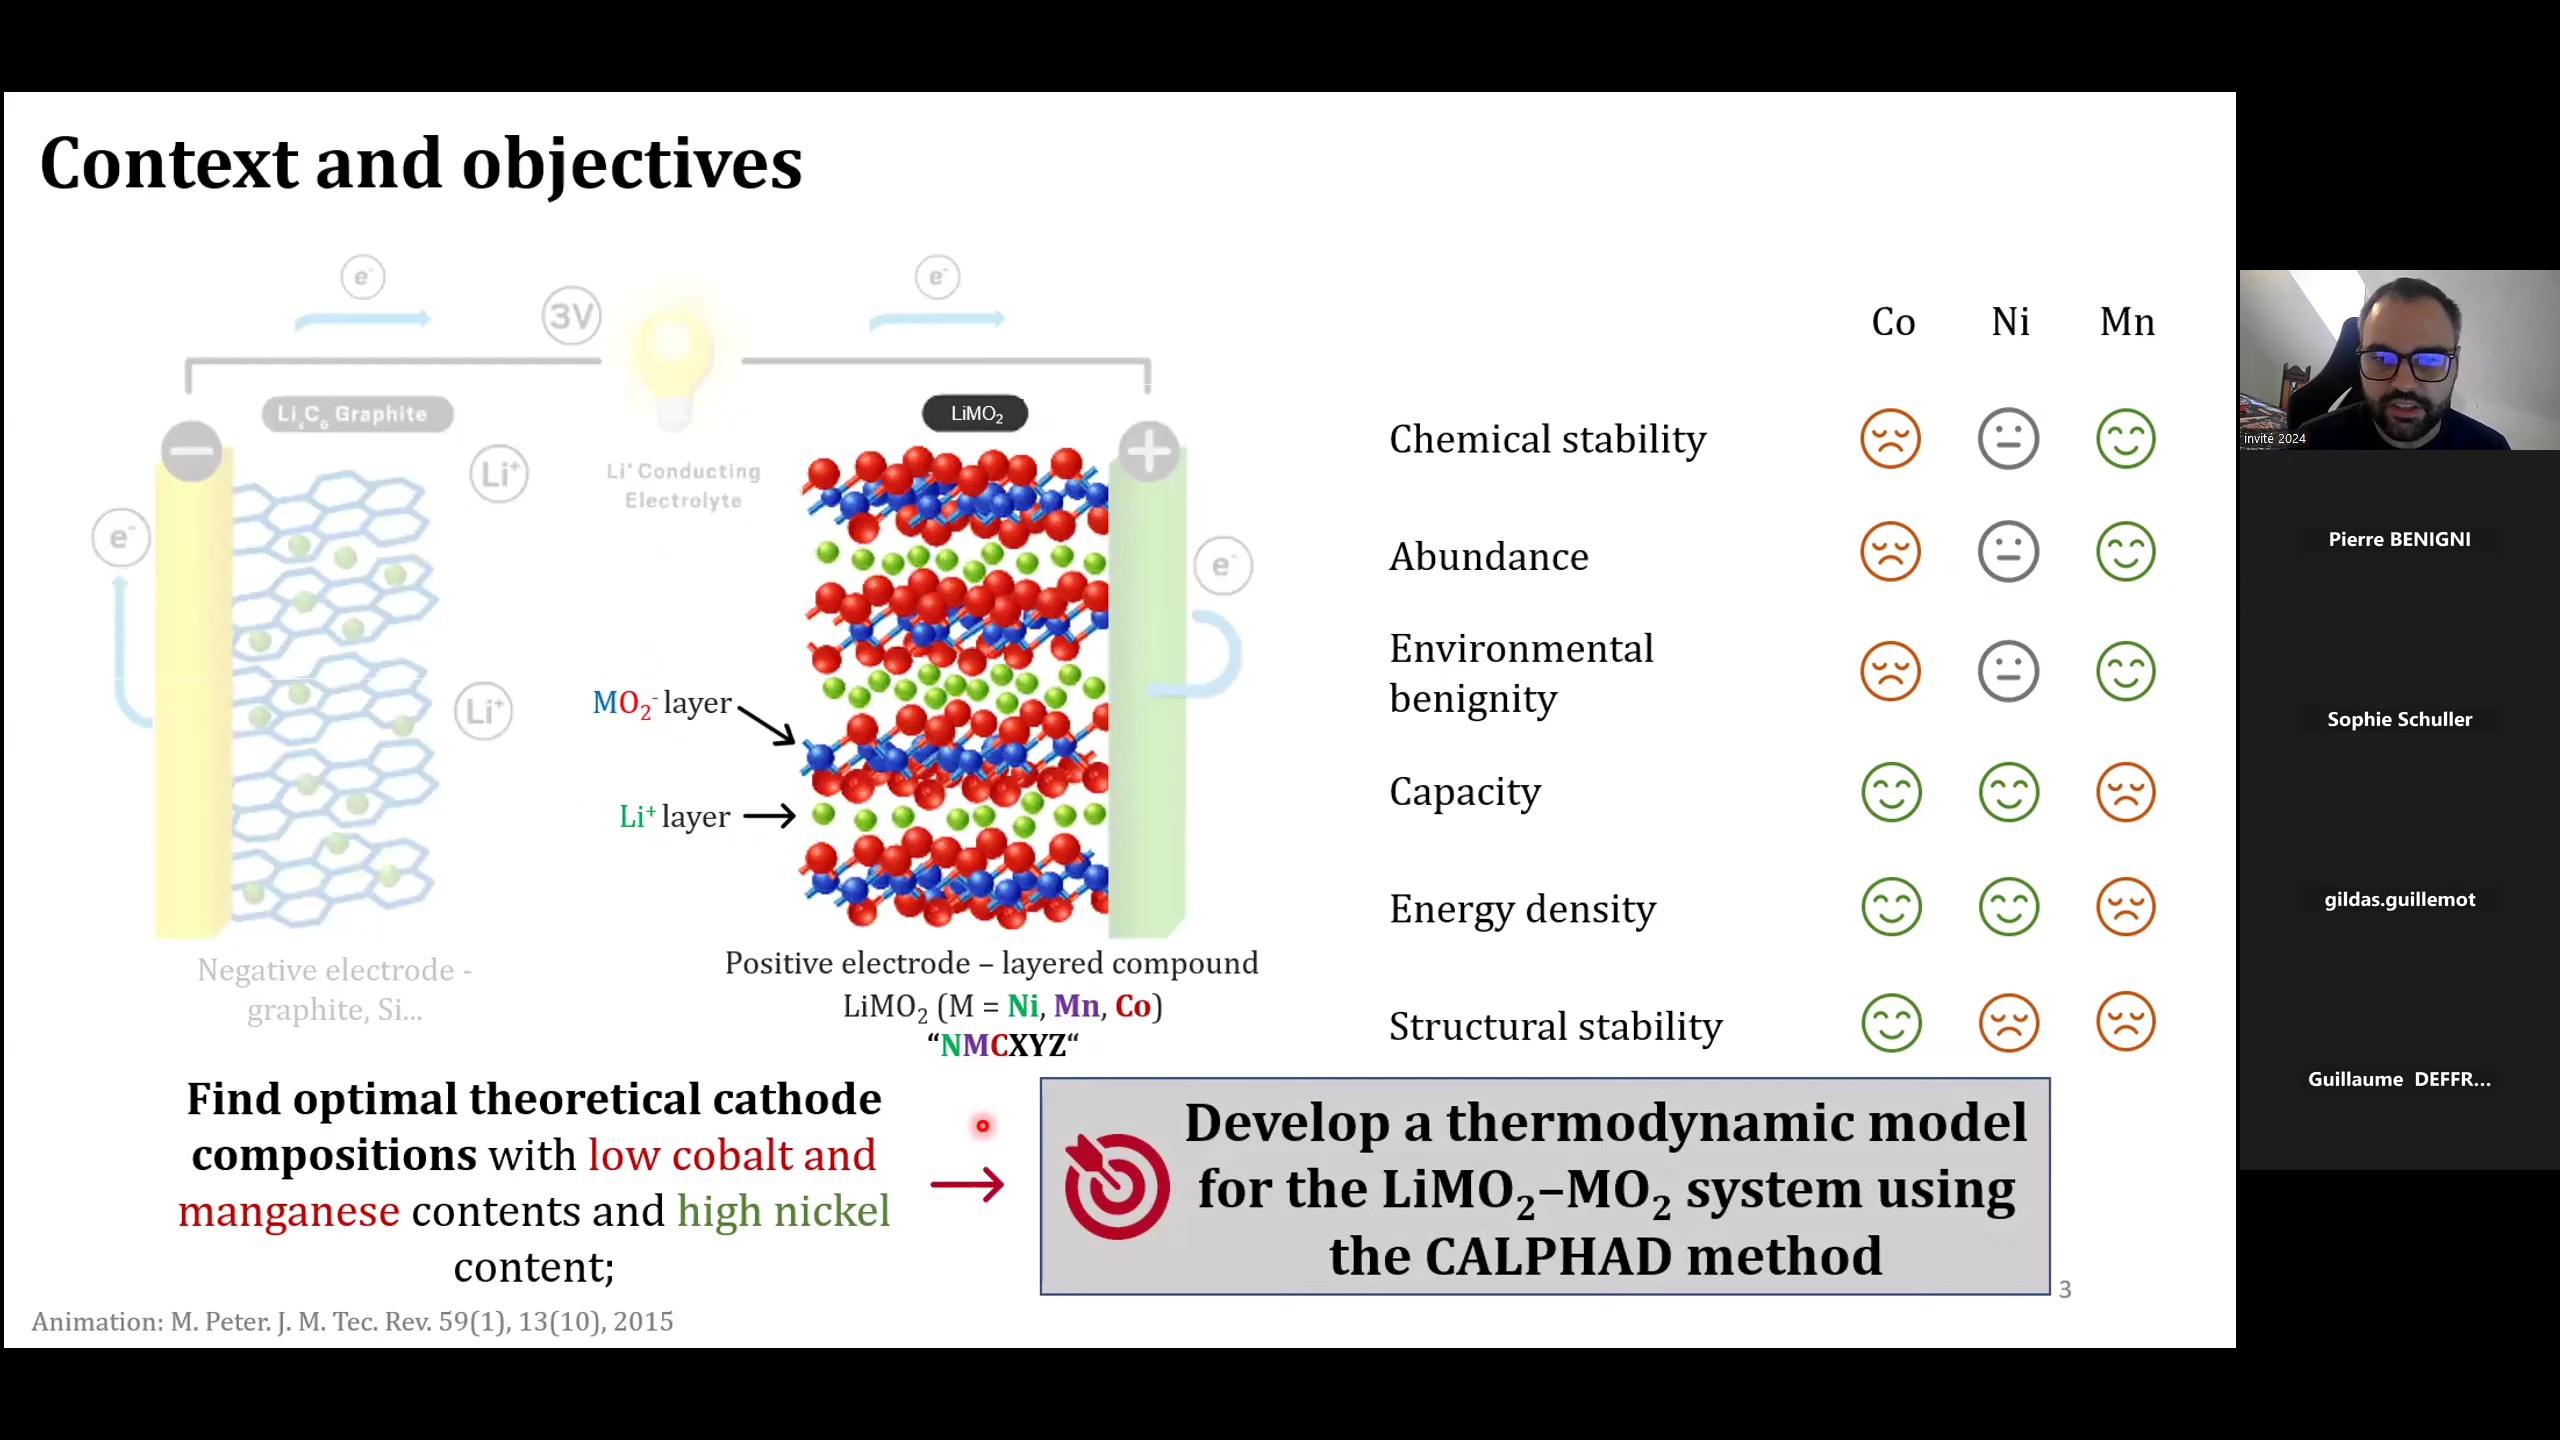 Context and objectives
e⁻
3V
e⁻
LiₓC₆ Graphite
Li⁺
Li⁺ Conducting
Electrolyte
LiMO₂
e⁻
e⁻
MO₂⁻ layer
Li⁺
Li⁺ layer
Negative electrode -
graphite, Si...
Positive electrode – layered compound
LiMO₂ (M = Ni, Mn, Co)
“NMCXYZ“
Co Ni Mn
Chemical stability
Abundance
Environmental
benignity
Capacity
Energy density
Structural stability
Find optimal theoretical cathode
compositions with low cobalt and
manganese contents and high nickel
content;
Develop a thermodynamic model
for the LiMO₂–MO₂ system using
the CALPHAD method
3
Animation: M. Peter. J. M. Tec. Rev. 59(1), 13(10), 2015
invité 2024
Pierre BENIGNI
Sophie Schuller
gildas.guillemot
Guillaume DEFFR...